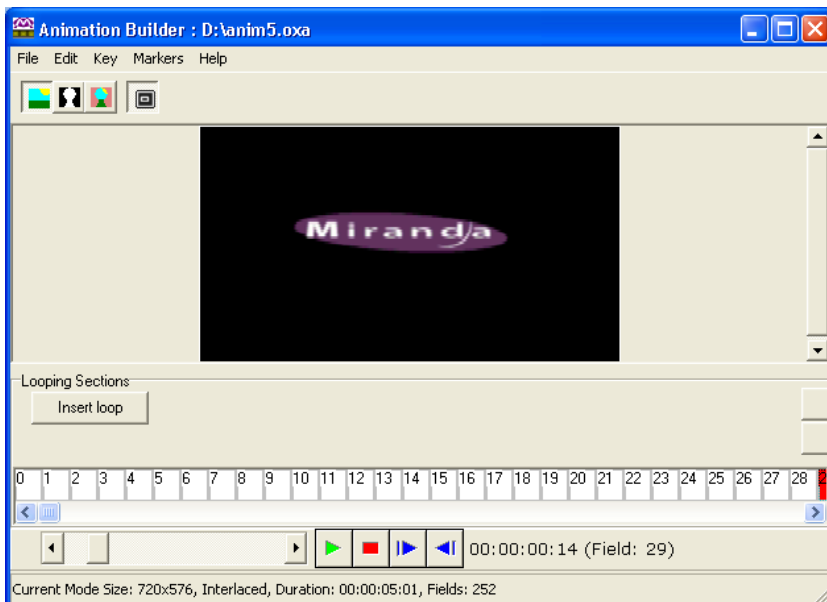 Animation Builder : D:\anim5.oxa
File Edit Key Markers Help
Miranda
Looping Sections
Insert loop
0 1 2 3 4 5 6 7 8 9 10 11 12 13 14 15 16 17 18 19 20 21 22 23 24 25 26 27 28 2
00:00:00:14 (Field: 29)
Current Mode Size: 720x576, Interlaced, Duration: 00:00:05:01, Fields: 252